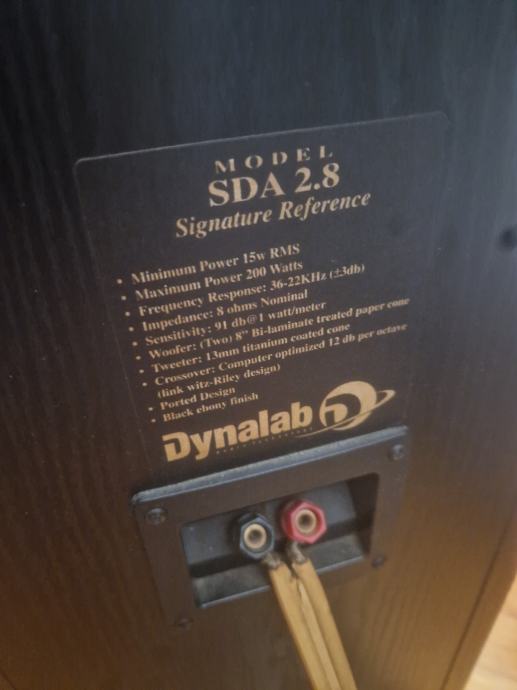 MODEL
SDA 2.8
Signature Reference
• Minimum Power 15w RMS
• Maximum Power 200 Watts
• Frequency Response: 36-22KHz (±3db)
• Impedance: 8 ohms Nominal
• Sensitivity: 91 db@1 watt/meter
• Woofer: (Two) 8" Bi-laminate treated paper cone
• Tweeter: 13mm titanium coated cone
• Crossover: Computer optimized 12 db per octave
(link witz-Riley design)
• Ported Design
• Black ebony finish
Dynalab